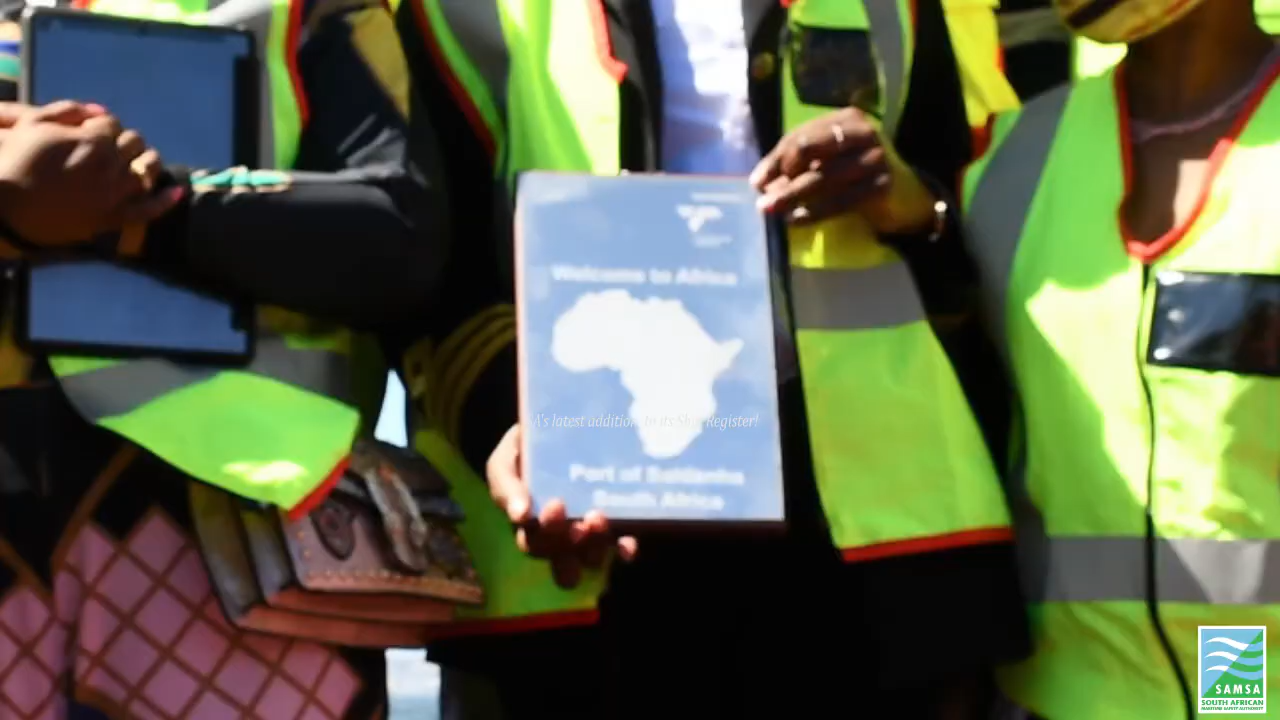 Welcome to Africa
A's latest addition to its Ship Register!
Port of Saldanha
South Africa
SAMSA
SOUTH AFRICAN
MARITIME SAFETY AUTHORITY